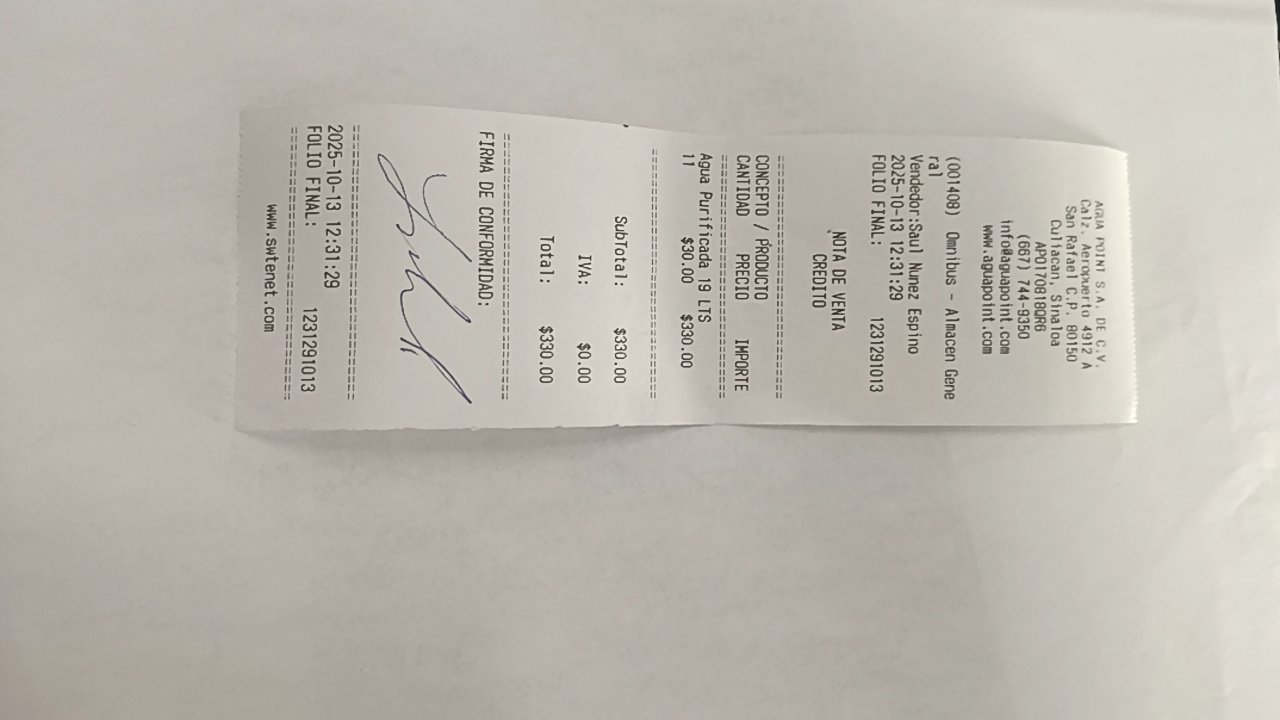 AGUA POINT S.A. DE C.V.
Calz. Aeropuerto 4912 A
San Rafael C.P. 80150
Culiacan, Sinaloa
APO170818QR6
(667) 744-9350
info@aguapoint.com
www.aguapoint.com
(001408) Omnibus - Almacen Gene
ral
Vendedor:Saul Nunez Espino
2025-10-13 12:31:29
FOLIO FINAL: 1231291013
NOTA DE VENTA
CREDITO
CONCEPTO / PRODUCTO
CANTIDAD PRECIO IMPORTE
Agua Purificada 19 LTS
11 $30.00 $330.00
SubTotal: $330.00
IVA: $0.00
Total: $330.00
FIRMA DE CONFORMIDAD:
2025-10-13 12:31:29
FOLIO FINAL: 1231291013
www.swtenet.com